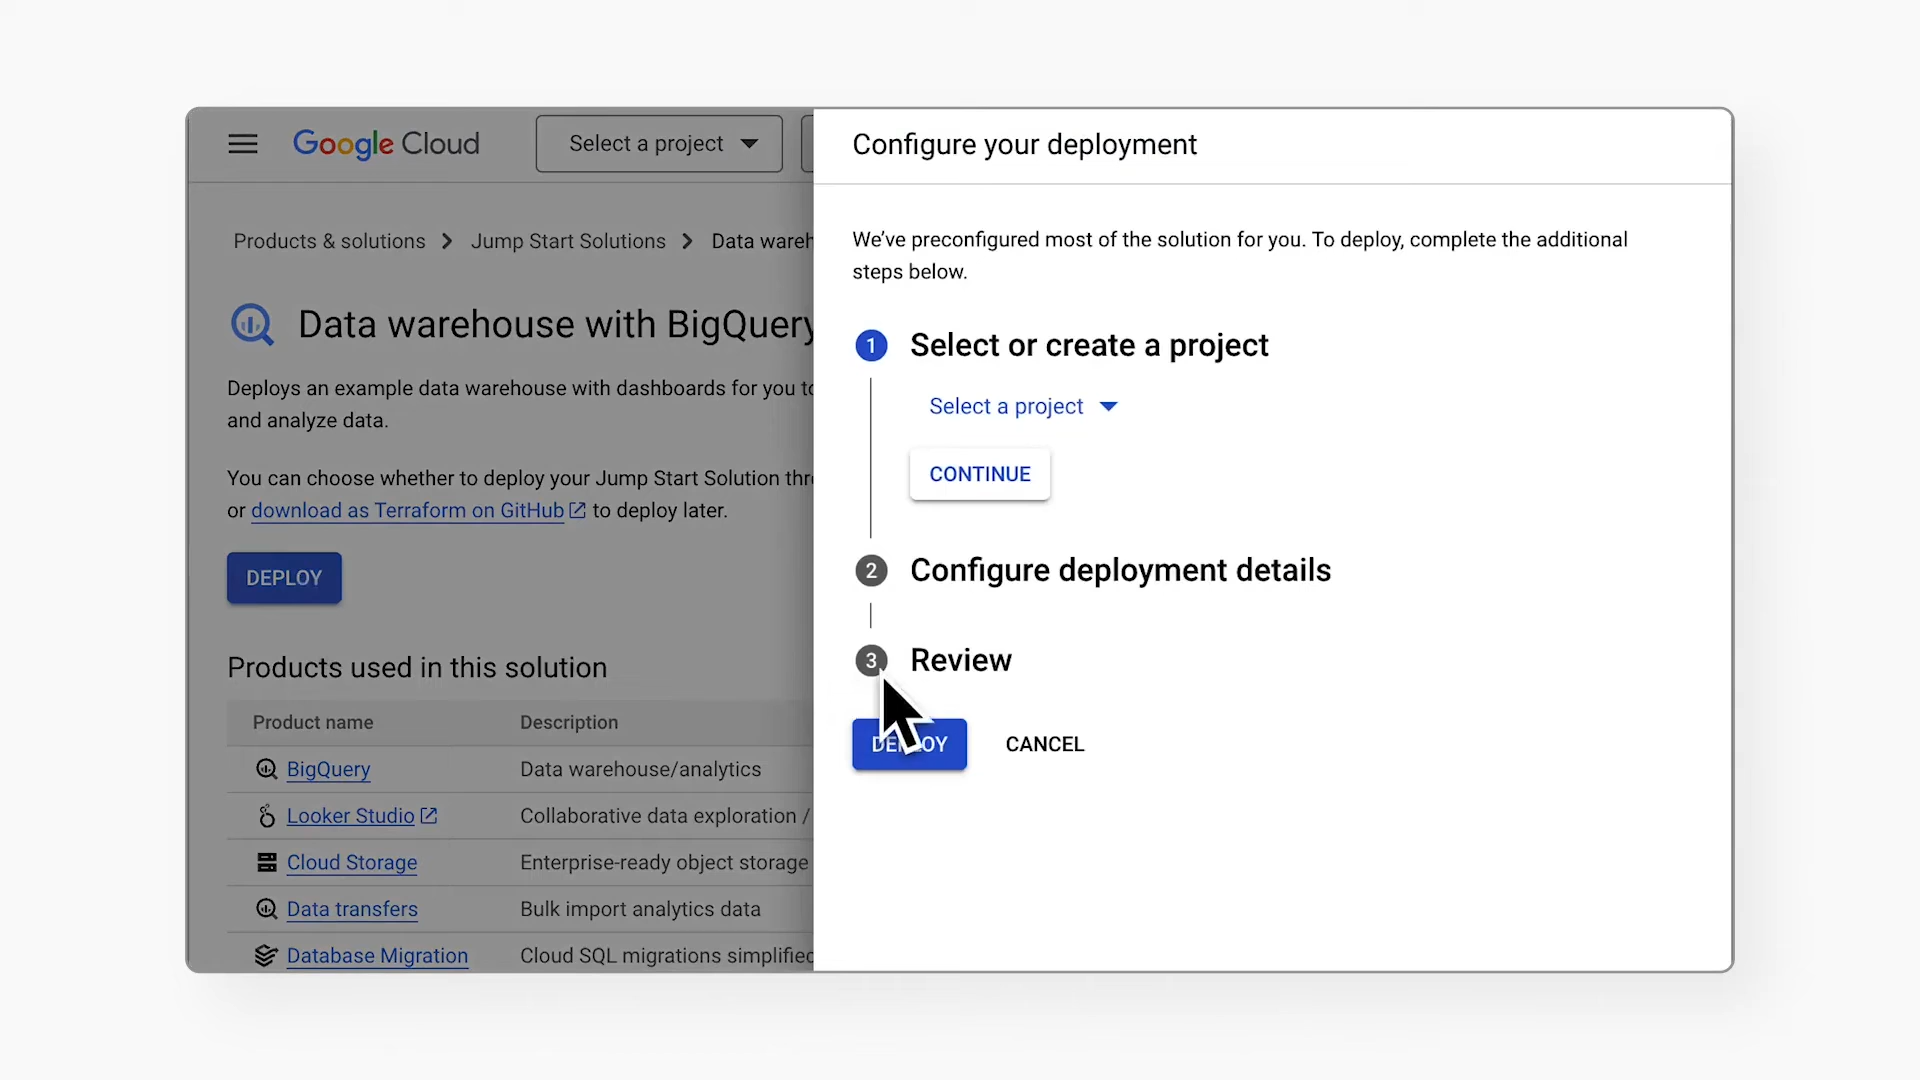 Google Cloud
Select a project
Products & solutions
Jump Start Solutions
Data wareh
Data warehouse with BigQuery
Deploys an example data warehouse with dashboards for you to
and analyze data.
You can choose whether to deploy your Jump Start Solution thr
or download as Terraform on GitHub to deploy later.
DEPLOY
Products used in this solution
Product name Description
BigQuery Data warehouse/analytics
Looker Studio Collaborative data exploration /
Cloud Storage Enterprise-ready object storage
Data transfers Bulk import analytics data
Database Migration Cloud SQL migrations simplified
Configure your deployment
We've preconfigured most of the solution for you. To deploy, complete the additional
steps below.
1 Select or create a project
Select a project
CONTINUE
2 Configure deployment details
3 Review
DEPLOY
CANCEL